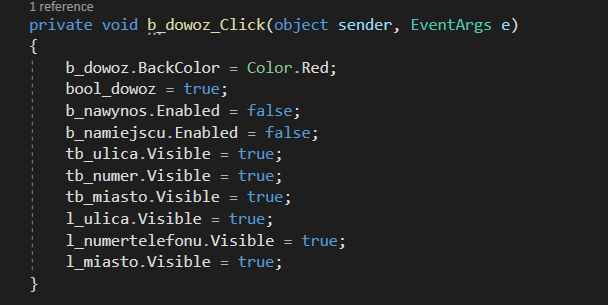 1 reference
private void b_dowoz_Click(object sender, EventArgs e)
{
b_dowoz.BackColor = Color.Red;
bool_dowoz = true;
b_nawynos.Enabled = false;
b_namiejscu.Enabled = false;
tb_ulica.Visible = true;
tb_numer.Visible = true;
tb_miasto.Visible = true;
l_ulica.Visible = true;
l_numertelefonu.Visible = true;
l_miasto.Visible = true;
}